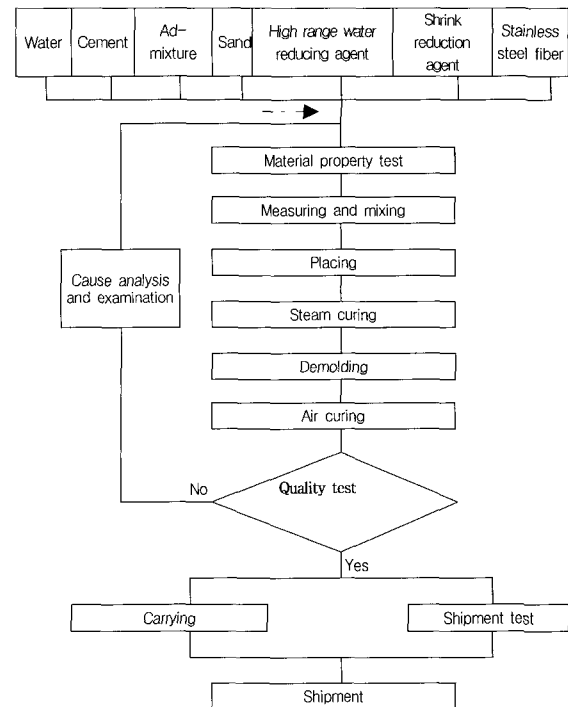 Water
Cement
Ad-
mixture
Sand
High range water
reducing agent
Shrink
reduction
agent
Stainless
steel fiber
Material property test
Measuring and mixing
Placing
Cause analysis
and examination
Steam curing
Demolding
Air curing
Quality test
No
Yes
Carrying
Shipment test
Shipment